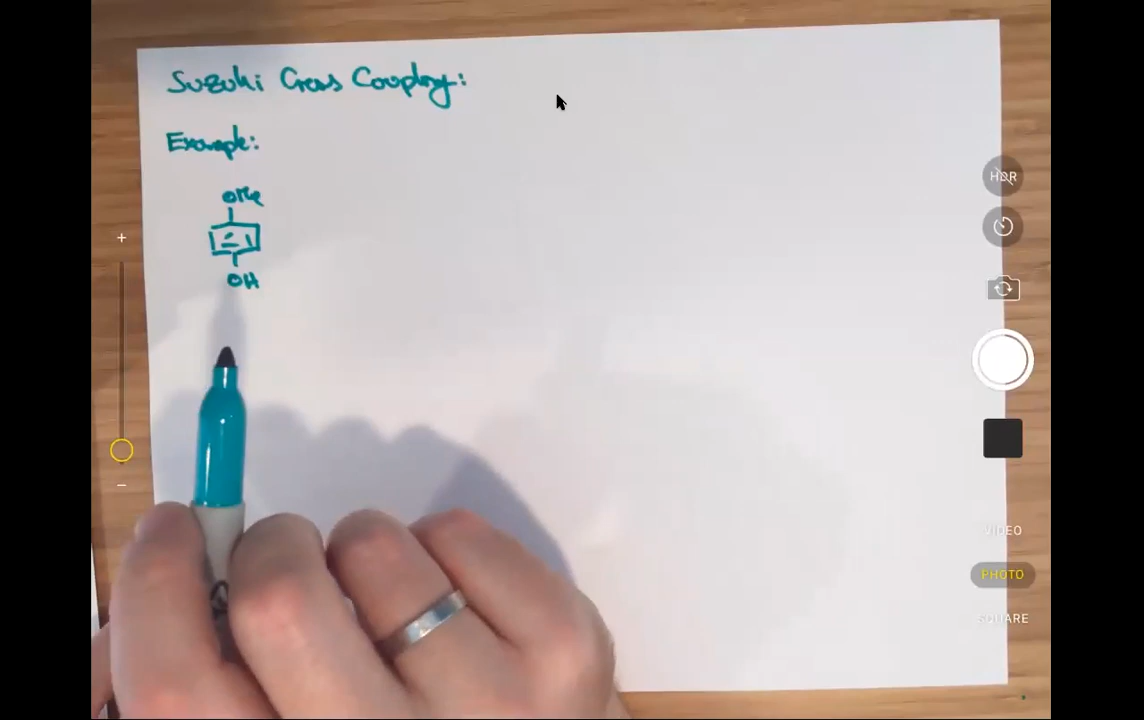 Suzuki Cross Coupling:
Example:
OMe
OH
HDR
VIDEO
PHOTO
SQUARE